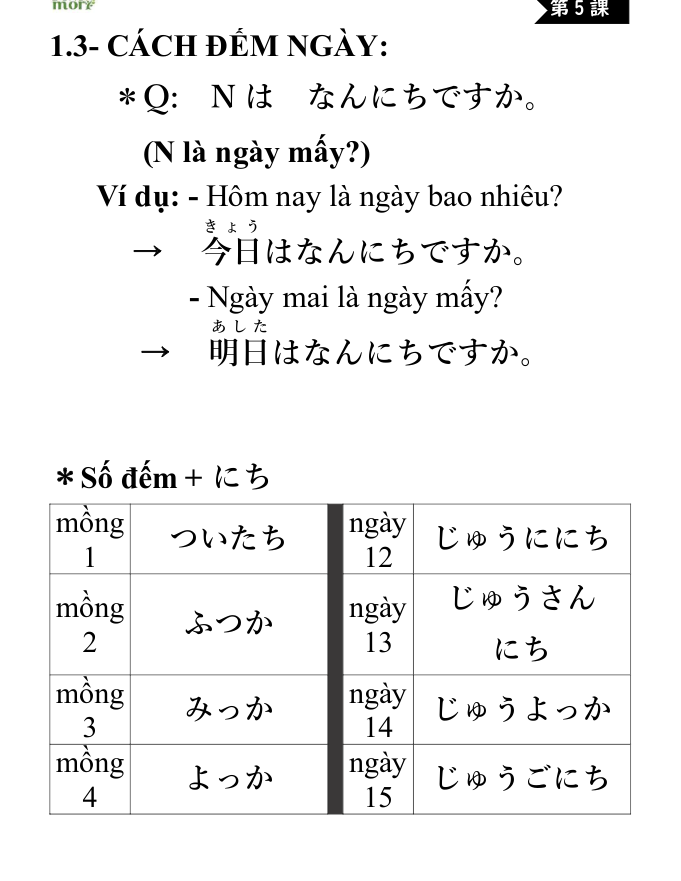 more
第5課
1.3- CÁCH ĐẾM NGÀY:
＊Q: N は なんにちですか。
(N là ngày mấy?)
Ví dụ: - Hôm nay là ngày bao nhiêu?
きょう
→ 今日はなんにちですか。
- Ngày mai là ngày mấy?
あした
→ 明日はなんにちですか。
＊Số đếm + にち
mồng 1 ついたち ngày 12 じゅうににち
mồng 2 ふつか ngày 13 じゅうさんにち
mồng 3 みっか ngày 14 じゅうよっか
mồng 4 よっか ngày 15 じゅうごにち